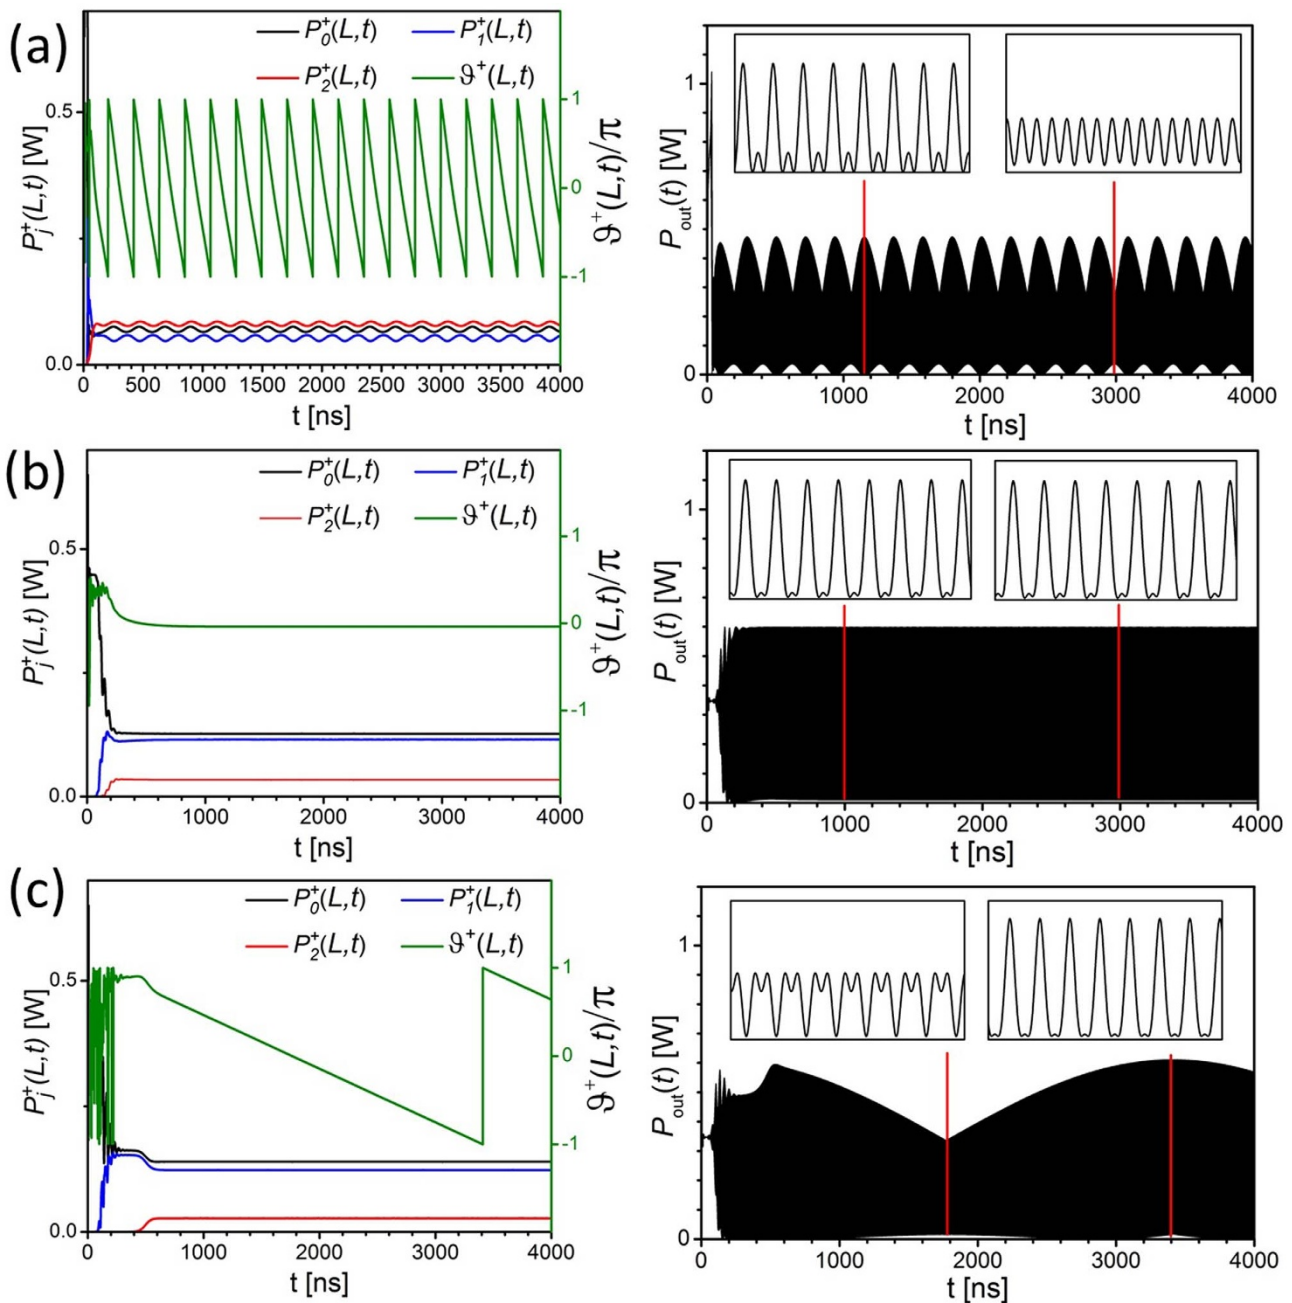 (a)
P₀⁺(L,t) P₁⁺(L,t)
P₂⁺(L,t) ϑ⁺(L,t)
Pⱼ⁺(L,t) [W]
0.5
0.0
1
0
-1
ϑ⁺(L,t)/π
0 500 1000 1500 2000 2500 3000 3500 4000
t [ns]
P_out(t) [W]
1
0
0 1000 2000 3000 4000
t [ns]
(b)
P₀⁺(L,t) P₁⁺(L,t)
P₂⁺(L,t) ϑ⁺(L,t)
Pⱼ⁺(L,t) [W]
0.5
0.0
1
0
-1
ϑ⁺(L,t)/π
0 1000 2000 3000 4000
t [ns]
P_out(t) [W]
1
0
0 1000 2000 3000 4000
t [ns]
(c)
P₀⁺(L,t) P₁⁺(L,t)
P₂⁺(L,t) ϑ⁺(L,t)
Pⱼ⁺(L,t) [W]
0.5
0.0
1
0
-1
ϑ⁺(L,t)/π
0 1000 2000 3000 4000
t [ns]
P_out(t) [W]
1
0
0 1000 2000 3000 4000
t [ns]